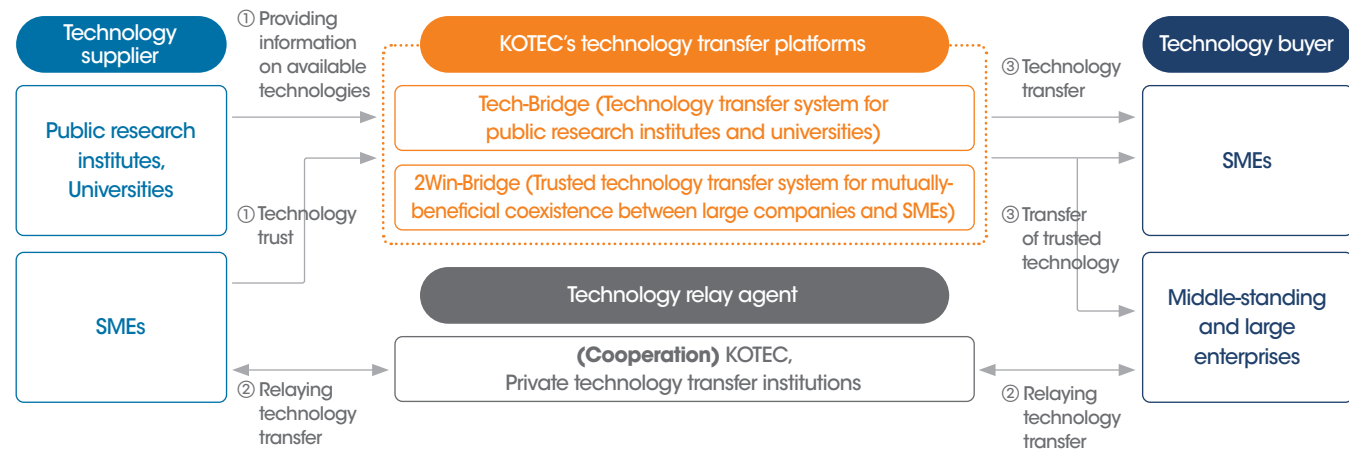 Technology
supplier
Public research
institutes,
Universities
SMEs
① Providing
information
on available
technologies
① Technology
trust
② Relaying
technology
transfer
KOTEC’s technology transfer platforms
Tech-Bridge (Technology transfer system for
public research institutes and universities)
2Win-Bridge (Trusted technology transfer system for mutually-
beneficial coexistence between large companies and SMEs)
Technology relay agent
(Cooperation) KOTEC,
Private technology transfer institutions
③ Technology
transfer
③ Transfer
of trusted
technology
② Relaying
technology
transfer
Technology buyer
SMEs
Middle-standing
and large
enterprises